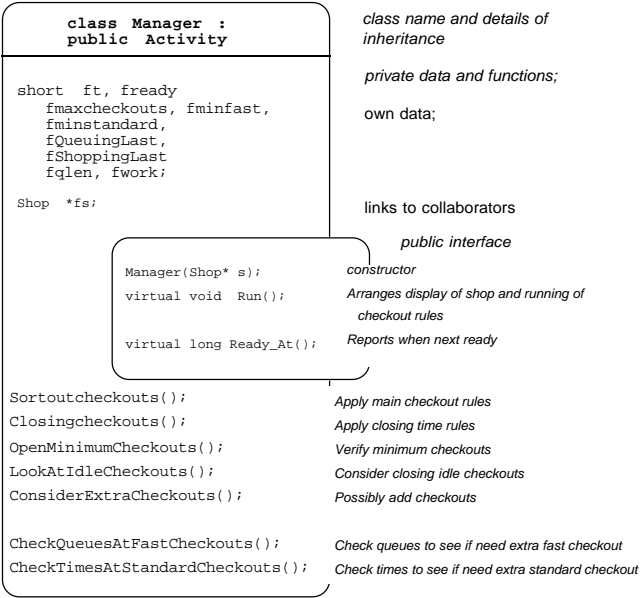 class Manager :
public Activity
class name and details of
inheritance
private data and functions;
short ft, fready
fmaxcheckouts, fminfast,
fminstandard,
fQueuingLast,
fShoppingLast
fqlen, fwork;
own data;
Shop *fs;
links to collaborators
public interface
Manager(Shop* s);
constructor
virtual void Run();
Arranges display of shop and running of
checkout rules
virtual long Ready_At();
Reports when next ready
Sortoutcheckouts();
Apply main checkout rules
Closingcheckouts();
Apply closing time rules
OpenMinimumCheckouts();
Verify minimum checkouts
LookAtIdleCheckouts();
Consider closing idle checkouts
ConsiderExtraCheckouts();
Possibly add checkouts
CheckQueuesAtFastCheckouts();
Check queues to see if need extra fast checkout
CheckTimesAtStandardCheckouts();
Check times to see if need extra standard checkout